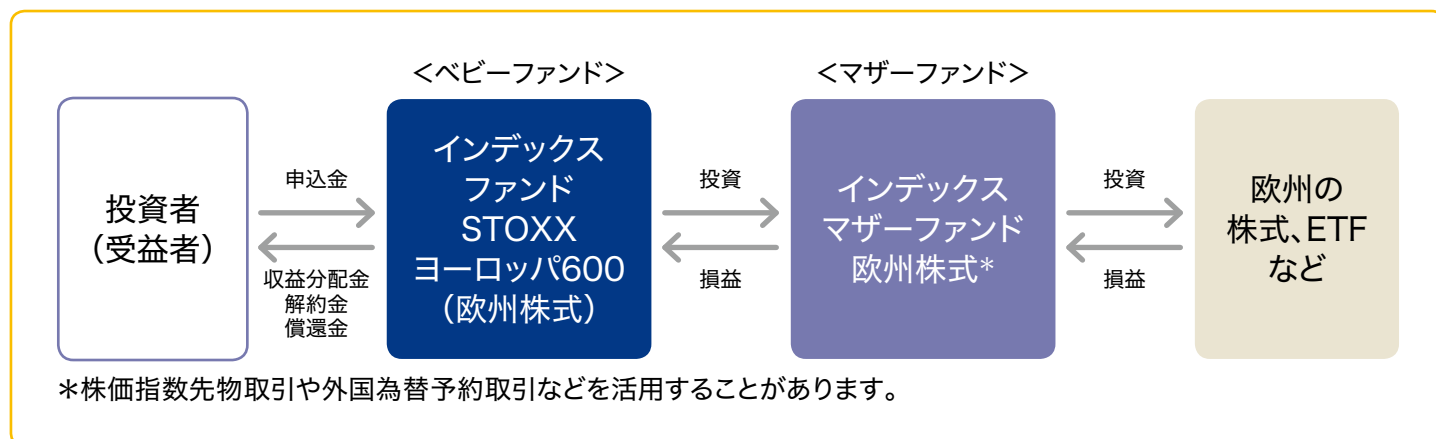 ＜ベビーファンド＞
＜マザーファンド＞
投資者
（受益者）
申込金
収益分配金
解約金
償還金
インデックス
ファンド
STOXX
ヨーロッパ600
（欧州株式）
投資
損益
インデックス
マザーファンド
欧州株式＊
投資
損益
欧州の
株式、ETF
など
＊株価指数先物取引や外国為替予約取引などを活用することがあります。